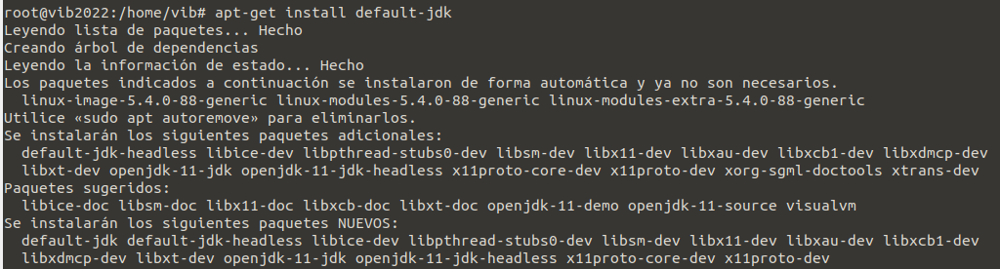 root@vib2022:/home/vib# apt-get install default-jdk
Leyendo lista de paquetes... Hecho
Creando árbol de dependencias
Leyendo la información de estado... Hecho
Los paquetes indicados a continuación se instalaron de forma automática y ya no son necesarios.
  linux-image-5.4.0-88-generic linux-modules-5.4.0-88-generic linux-modules-extra-5.4.0-88-generic
Utilice «sudo apt autoremove» para eliminarlos.
Se instalarán los siguientes paquetes adicionales:
  default-jdk-headless libice-dev libpthread-stubs0-dev libsm-dev libx11-dev libxau-dev libxcb1-dev libxdmcp-dev
  libxt-dev openjdk-11-jdk openjdk-11-jdk-headless x11proto-core-dev x11proto-dev xorg-sgml-doctools xtrans-dev
Paquetes sugeridos:
  libice-doc libsm-doc libx11-doc libxcb-doc libxt-doc openjdk-11-demo openjdk-11-source visualvm
Se instalarán los siguientes paquetes NUEVOS:
  default-jdk default-jdk-headless libice-dev libpthread-stubs0-dev libsm-dev libx11-dev libxau-dev libxcb1-dev
  libxdmcp-dev libxt-dev openjdk-11-jdk openjdk-11-jdk-headless x11proto-core-dev x11proto-dev